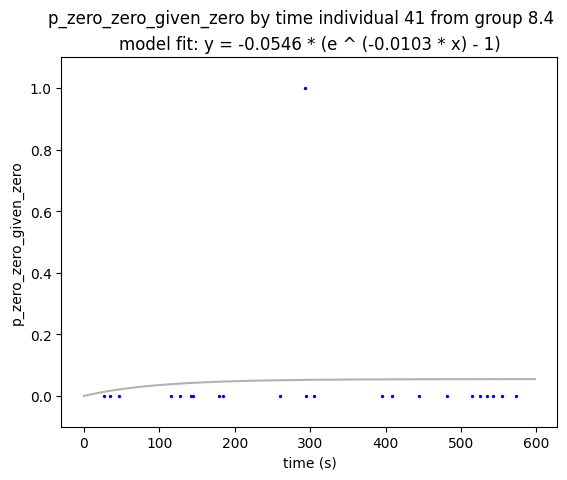 p_zero_zero_given_zero by time individual 41 from group 8.4
model fit: y = -0.0546 * (e ^ (-0.0103 * x) - 1)
p_zero_zero_given_zero
1.0
0.8
0.6
0.4
0.2
0.0
0 100 200 300 400 500 600
time (s)